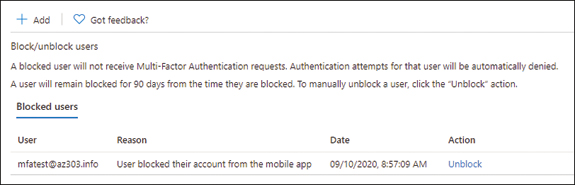 + Add Got feedback?
Block/unblock users
A blocked user will not receive Multi-Factor Authentication requests. Authentication attempts for that user will be automatically denied.
A user will remain blocked for 90 days from the time they are blocked. To manually unblock a user, click the “Unblock” action.
Blocked users
User Reason Date Action
mfatest@az303.info User blocked their account from the mobile app 09/10/2020, 8:57:09 AM Unblock